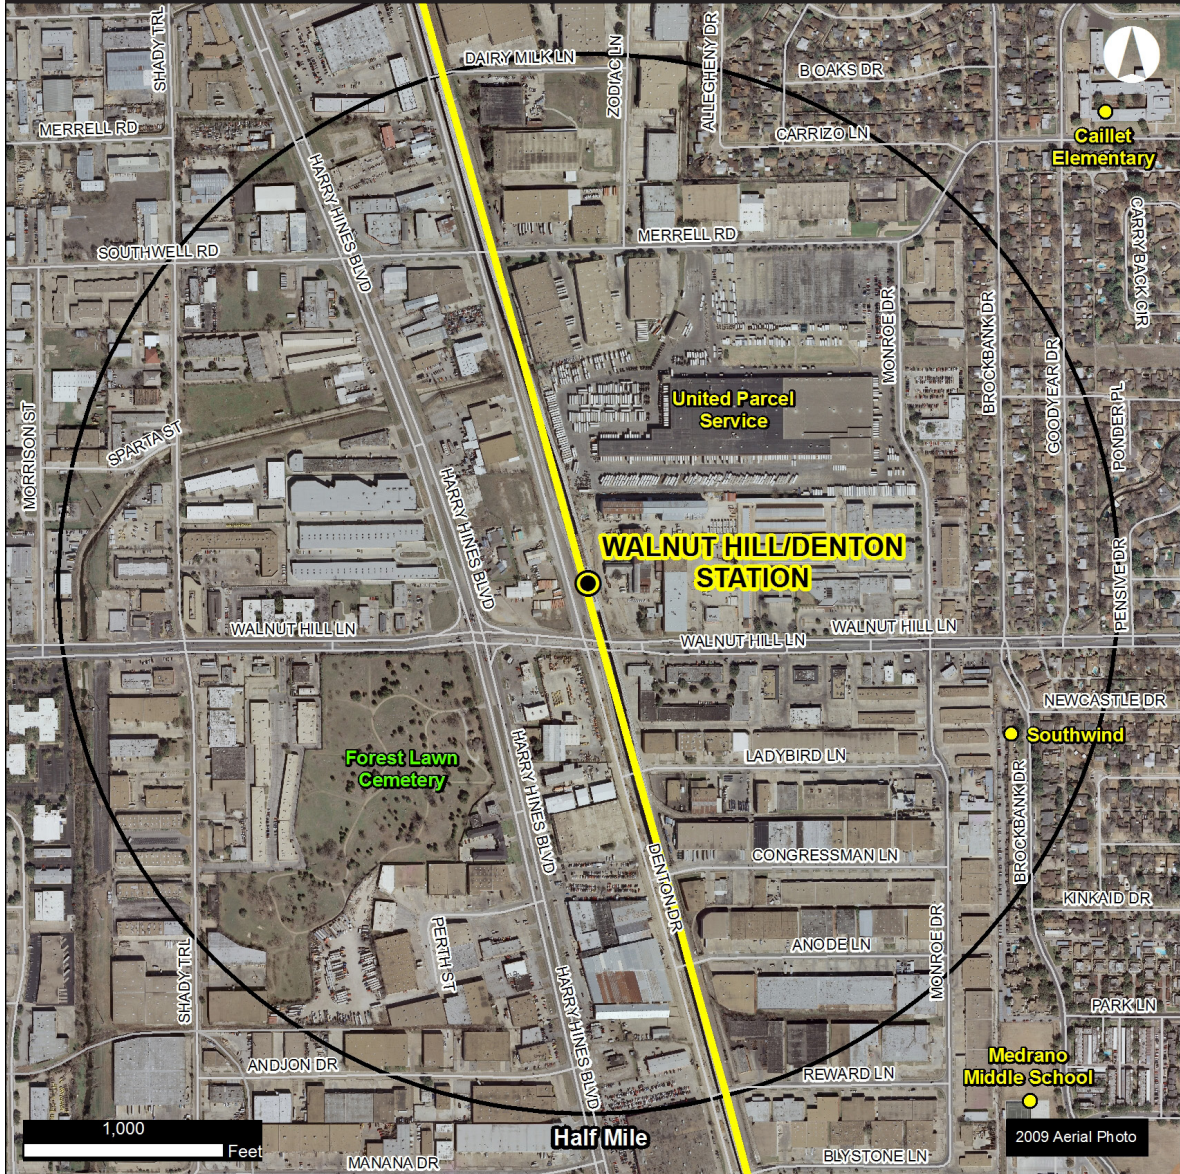 SHADY TRL
DAIRY MILK LN
ZODIAC LN
ALLEGHENY DR
B OAKS DR
MERRELL RD
CARRIZO LN
Caillet
Elementary
HARRY HINES BLVD
CARRY BACK CIR
SOUTHWELL RD
MERRELL RD
MONROE DR
BROCKBANK DR
GOODYEAR DR
PONDER PL
United Parcel
Service
MORRISON ST
SPARTA ST
HARRY HINES BLVD
WALNUT HILL/DENTON
STATION
PENSIVE DR
WALNUT HILL LN
WALNUT HILL LN
WALNUT HILL LN
NEWCASTLE DR
Southwind
Forest Lawn
Cemetery
HARRY HINES BLVD
LADYBIRD LN
BROCKBANK DR
DENTON DR
CONGRESSMAN LN
KINKAID DR
PERTH ST
SHADY TRL
ANODE LN
MONROE DR
HARRY HINES BLVD
PARK LN
ANDJON DR
REWARD LN
Medrano
Middle School
1,000
Feet
Half Mile
2009 Aerial Photo
MANANA DR
BLYSTONE LN